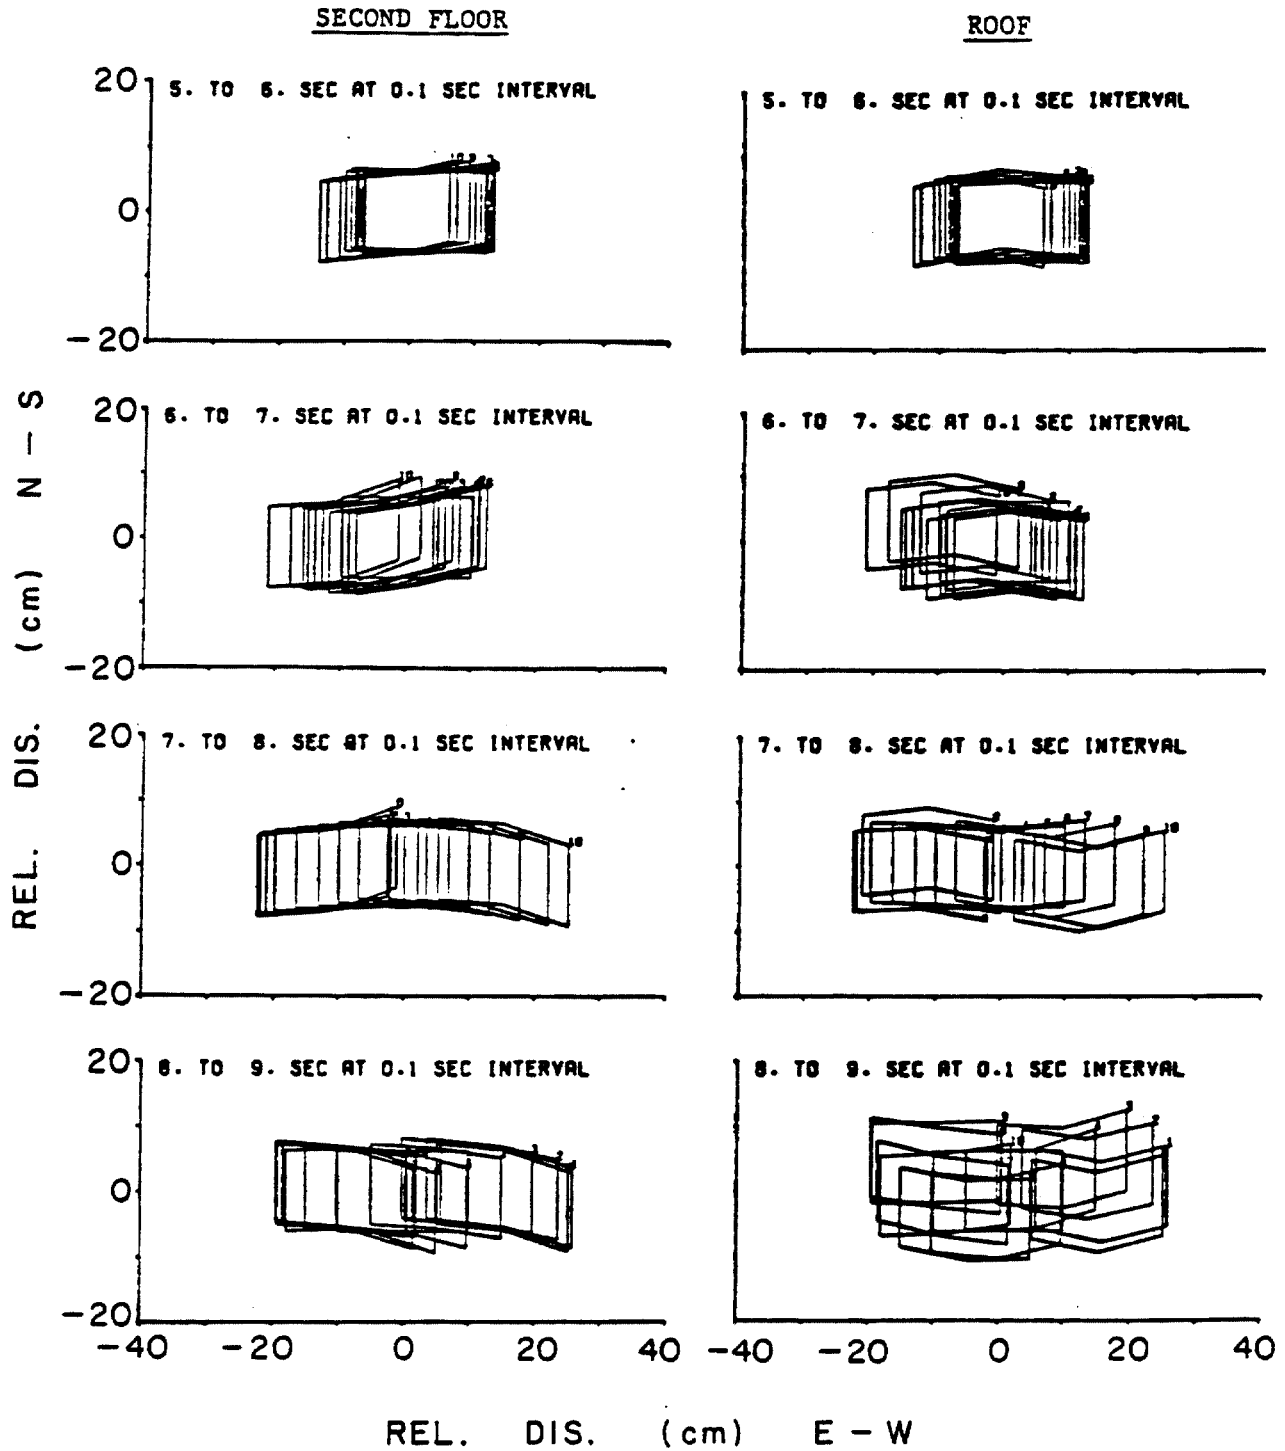 SECOND FLOOR
ROOF
20
5. TO 6. SEC AT 0.1 SEC INTERVAL
5. TO 6. SEC AT 0.1 SEC INTERVAL
0
-20
20
6. TO 7. SEC AT 0.1 SEC INTERVAL
6. TO 7. SEC AT 0.1 SEC INTERVAL
0
-20
20
7. TO 8. SEC AT 0.1 SEC INTERVAL
7. TO 8. SEC AT 0.1 SEC INTERVAL
0
-20
20
8. TO 9. SEC AT 0.1 SEC INTERVAL
8. TO 9. SEC AT 0.1 SEC INTERVAL
0
-20
-40 -20 0 20 40
-40 -20 0 20 40
REL. DIS. (cm) N-S
REL. DIS. (cm) E-W